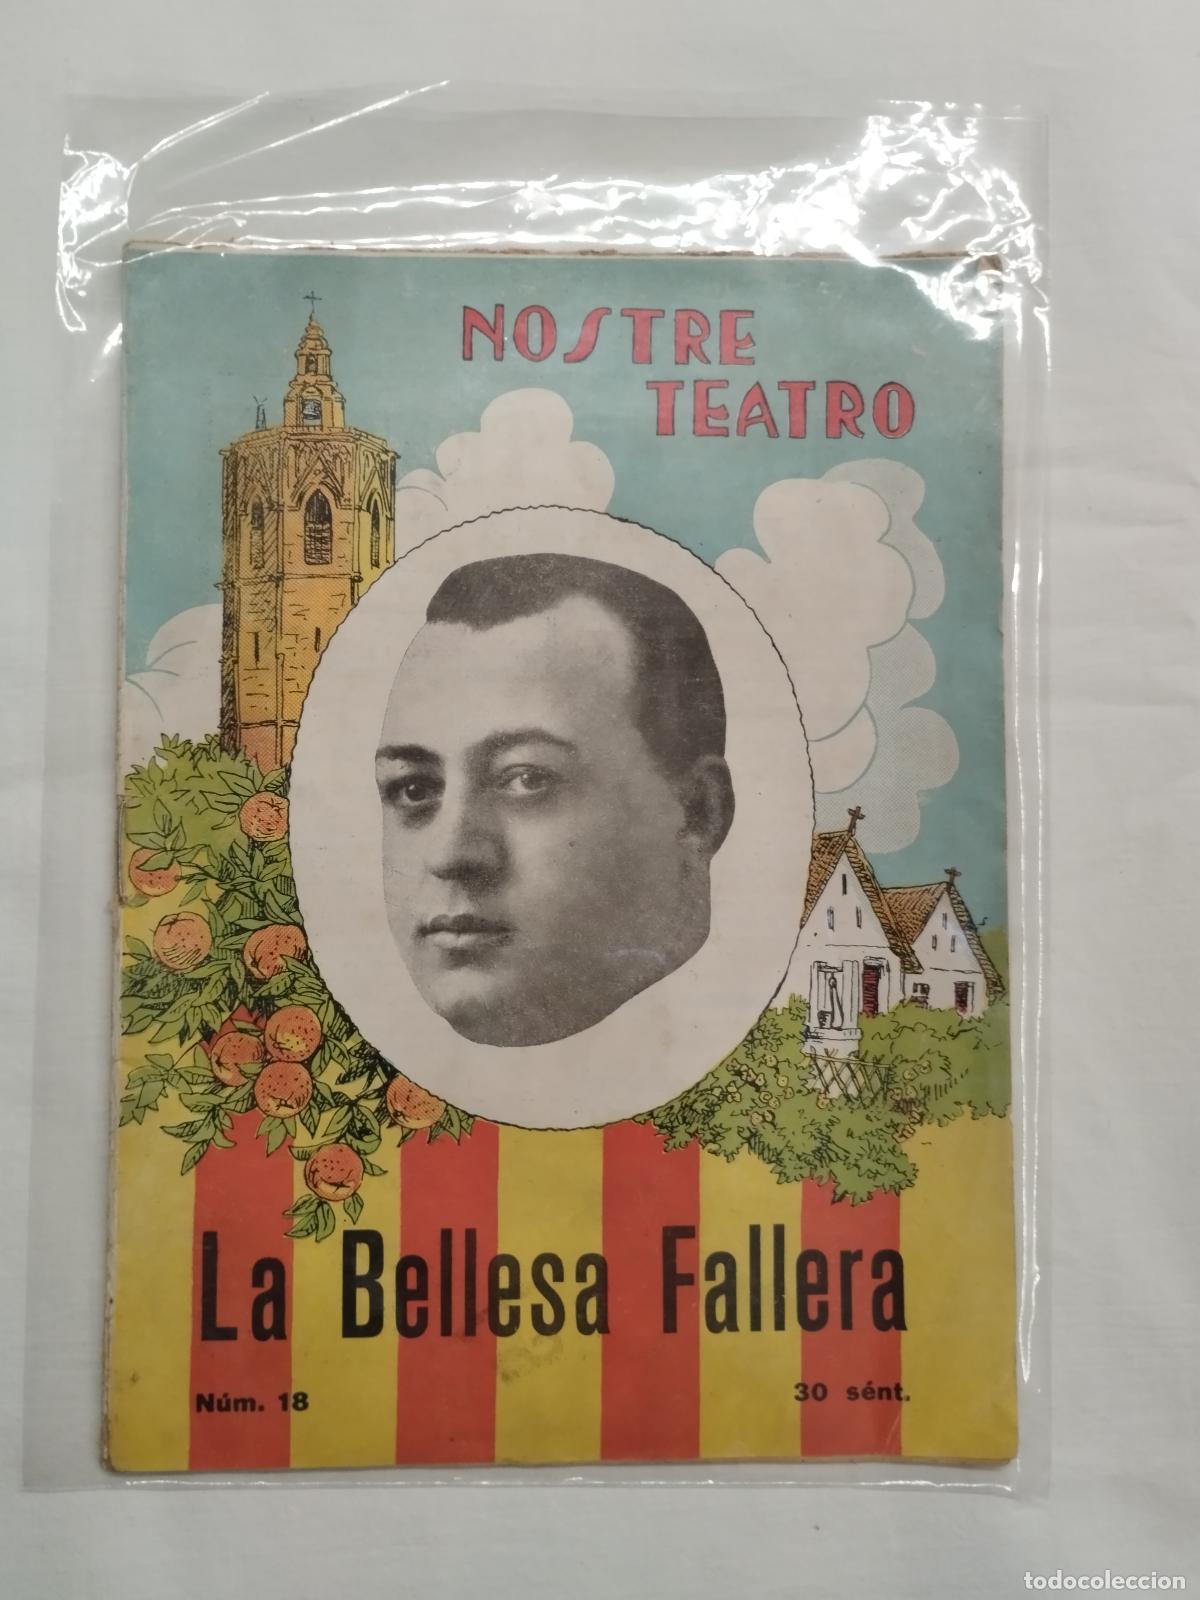 NOSTRE
TEATRO
La Bellesa Fallera
Núm. 18
30 sént.
todocoleccion